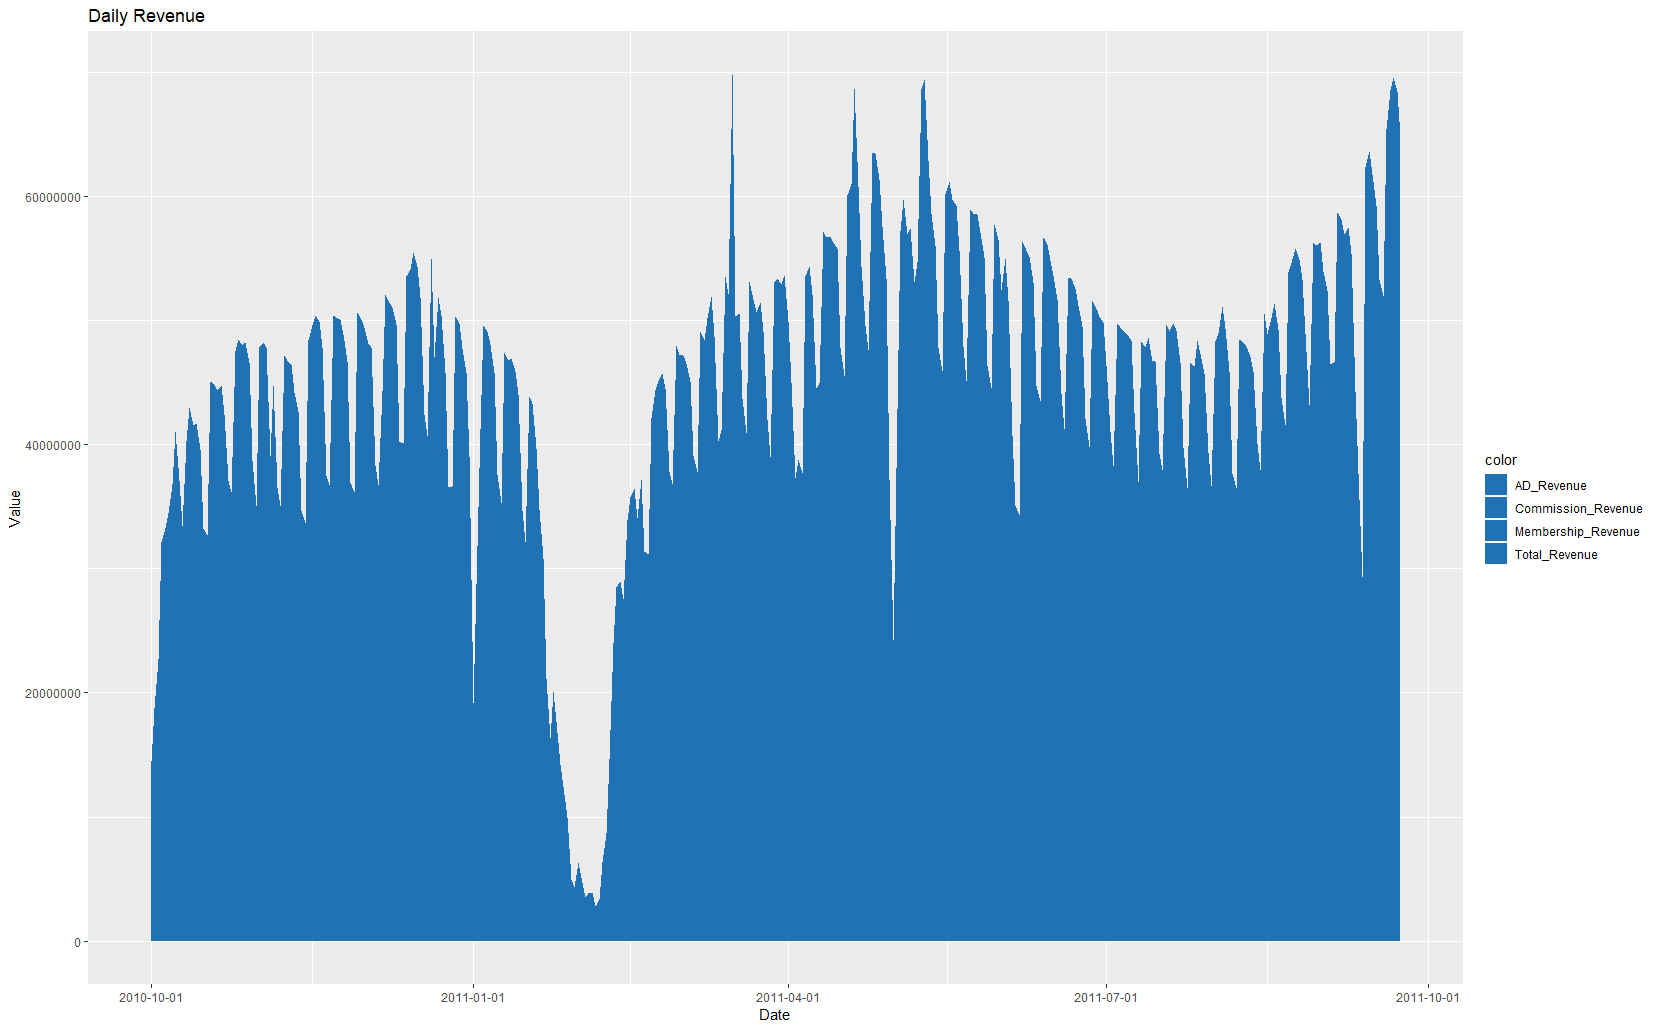 Daily Revenue
Value
60000000
40000000
20000000
0
2010-10-01
2011-01-01
2011-04-01
2011-07-01
2011-10-01
Date
color
AD_Revenue
Commission_Revenue
Membership_Revenue
Total_Revenue